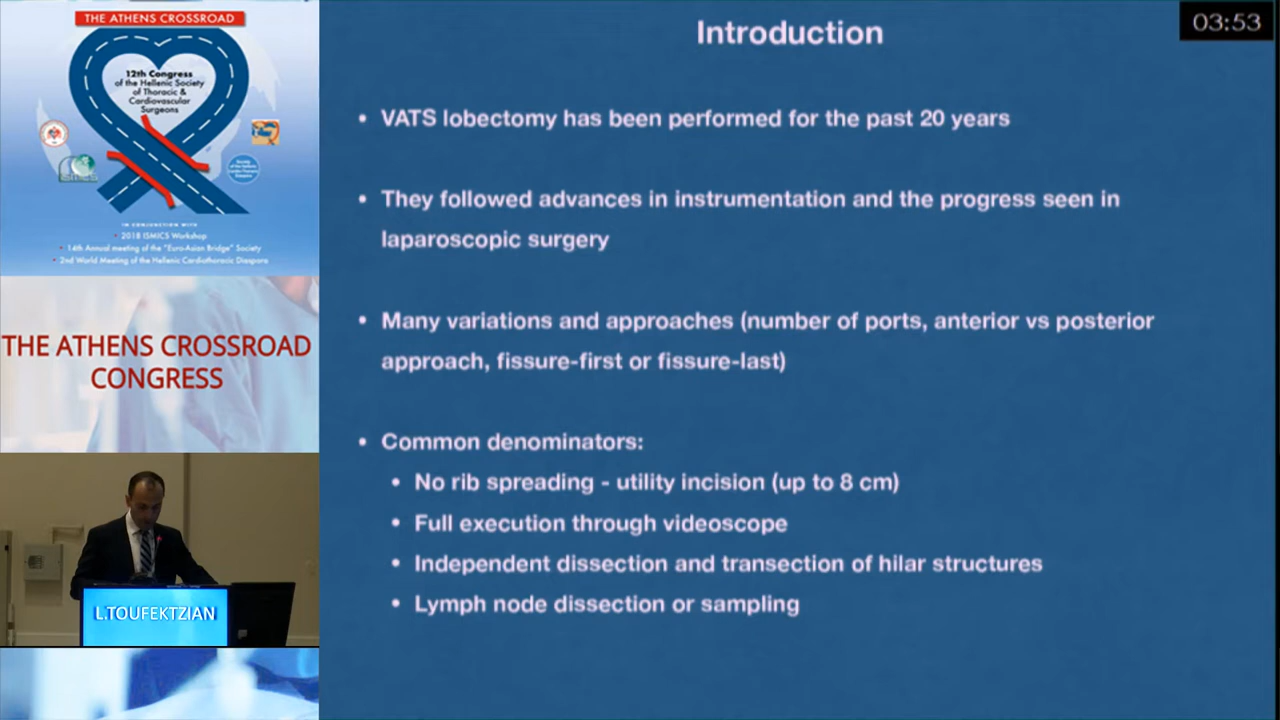 THE ATHENS CROSSROAD
12th Congress
of the Hellenic Society
of Thoracic &
Cardiovascular
Surgeons
IN CONJUNCTION WITH
• 2018 ISMICS Workshop
• 14th Annual meeting of the "Euro-Asian Bridge" Society
• 2nd World Meeting of the Hellenic Cardiothoracic Diaspora
THE ATHENS CROSSROAD
CONGRESS
L.TOUFEKTZIAN
03:53
Introduction
• VATS lobectomy has been performed for the past 20 years
• They followed advances in instrumentation and the progress seen in
laparoscopic surgery
• Many variations and approaches (number of ports, anterior vs posterior
approach, fissure-first or fissure-last)
• Common denominators:
• No rib spreading - utility incision (up to 8 cm)
• Full execution through videoscope
• Independent dissection and transection of hilar structures
• Lymph node dissection or sampling